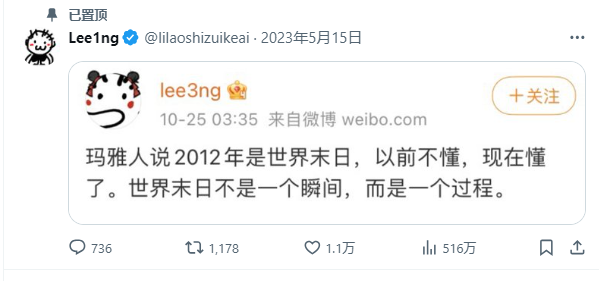 已置顶
Lee1ng @lilaoshizuikeai · 2023年5月15日
lee3ng
+关注
10-25 03:35 来自微博 weibo.com
玛雅人说2012年是世界末日，以前不懂，现在懂
了。世界末日不是一个瞬间，而是一个过程。
736 1,178 1.1万 516万